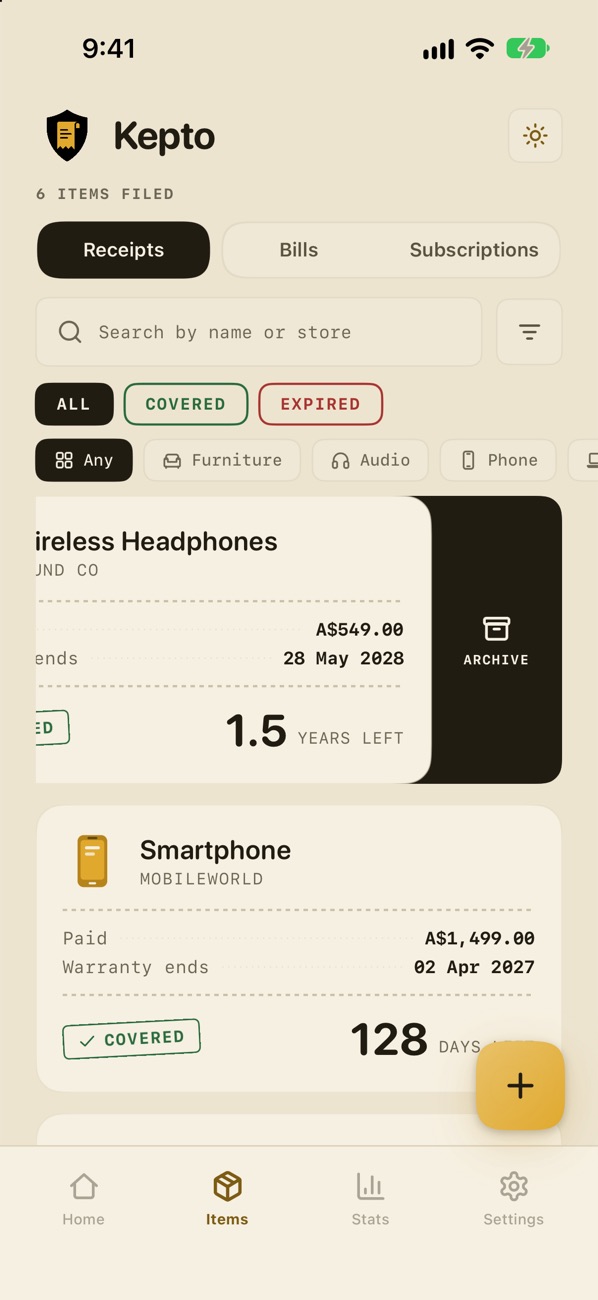 9:41
Kepto
6 ITEMS FILED
Receipts Bills Subscriptions
Search by name or store
ALL COVERED EXPIRED
Any Furniture Audio Phone
ireless Headphones
UND CO
A$549.00
ends 28 May 2028
ED 1.5 YEARS LEFT
ARCHIVE
Smartphone
MOBILEWORLD
Paid A$1,499.00
Warranty ends 02 Apr 2027
COVERED 128 DAYS
Home Items Stats Settings